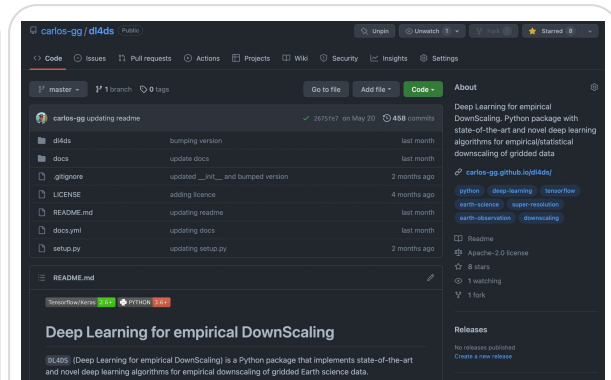 carlos-gg / dl4ds Public
Unpin Unwatch 1 Fork Starred 8
Code Issues Pull requests Actions Projects Wiki Security Insights Settings
master 1 branch 0 tags Go to file Add file Code
carlos-gg updating readme 2675fe7 on May 20 458 commits
dl4ds bumping version last month
docs update docs last month
.gitignore updated __init__ and bumped version 2 months ago
LICENSE adding licence 4 months ago
README.md updating readme last month
docs.yml updating docs last month
setup.py updating setup.py 2 months ago
README.md
Tensorflow/Keras 2.6+ PYTHON 3.6+
Deep Learning for empirical DownScaling
DL4DS (Deep Learning for empirical DownScaling) is a Python package that implements state-of-the-art
and novel deep learning algorithms for empirical downscaling of gridded Earth science data.
About
Deep Learning for empirical
DownScaling. Python package with
state-of-the-art and novel deep learning
algorithms for empirical/statistical
downscaling of gridded data
carlos-gg.github.io/dl4ds/
python deep-learning tensorflow
earth-science super-resolution
earth-observation downscaling
Readme
Apache-2.0 license
8 stars
1 watching
1 fork
Releases
No releases published
Create a new release